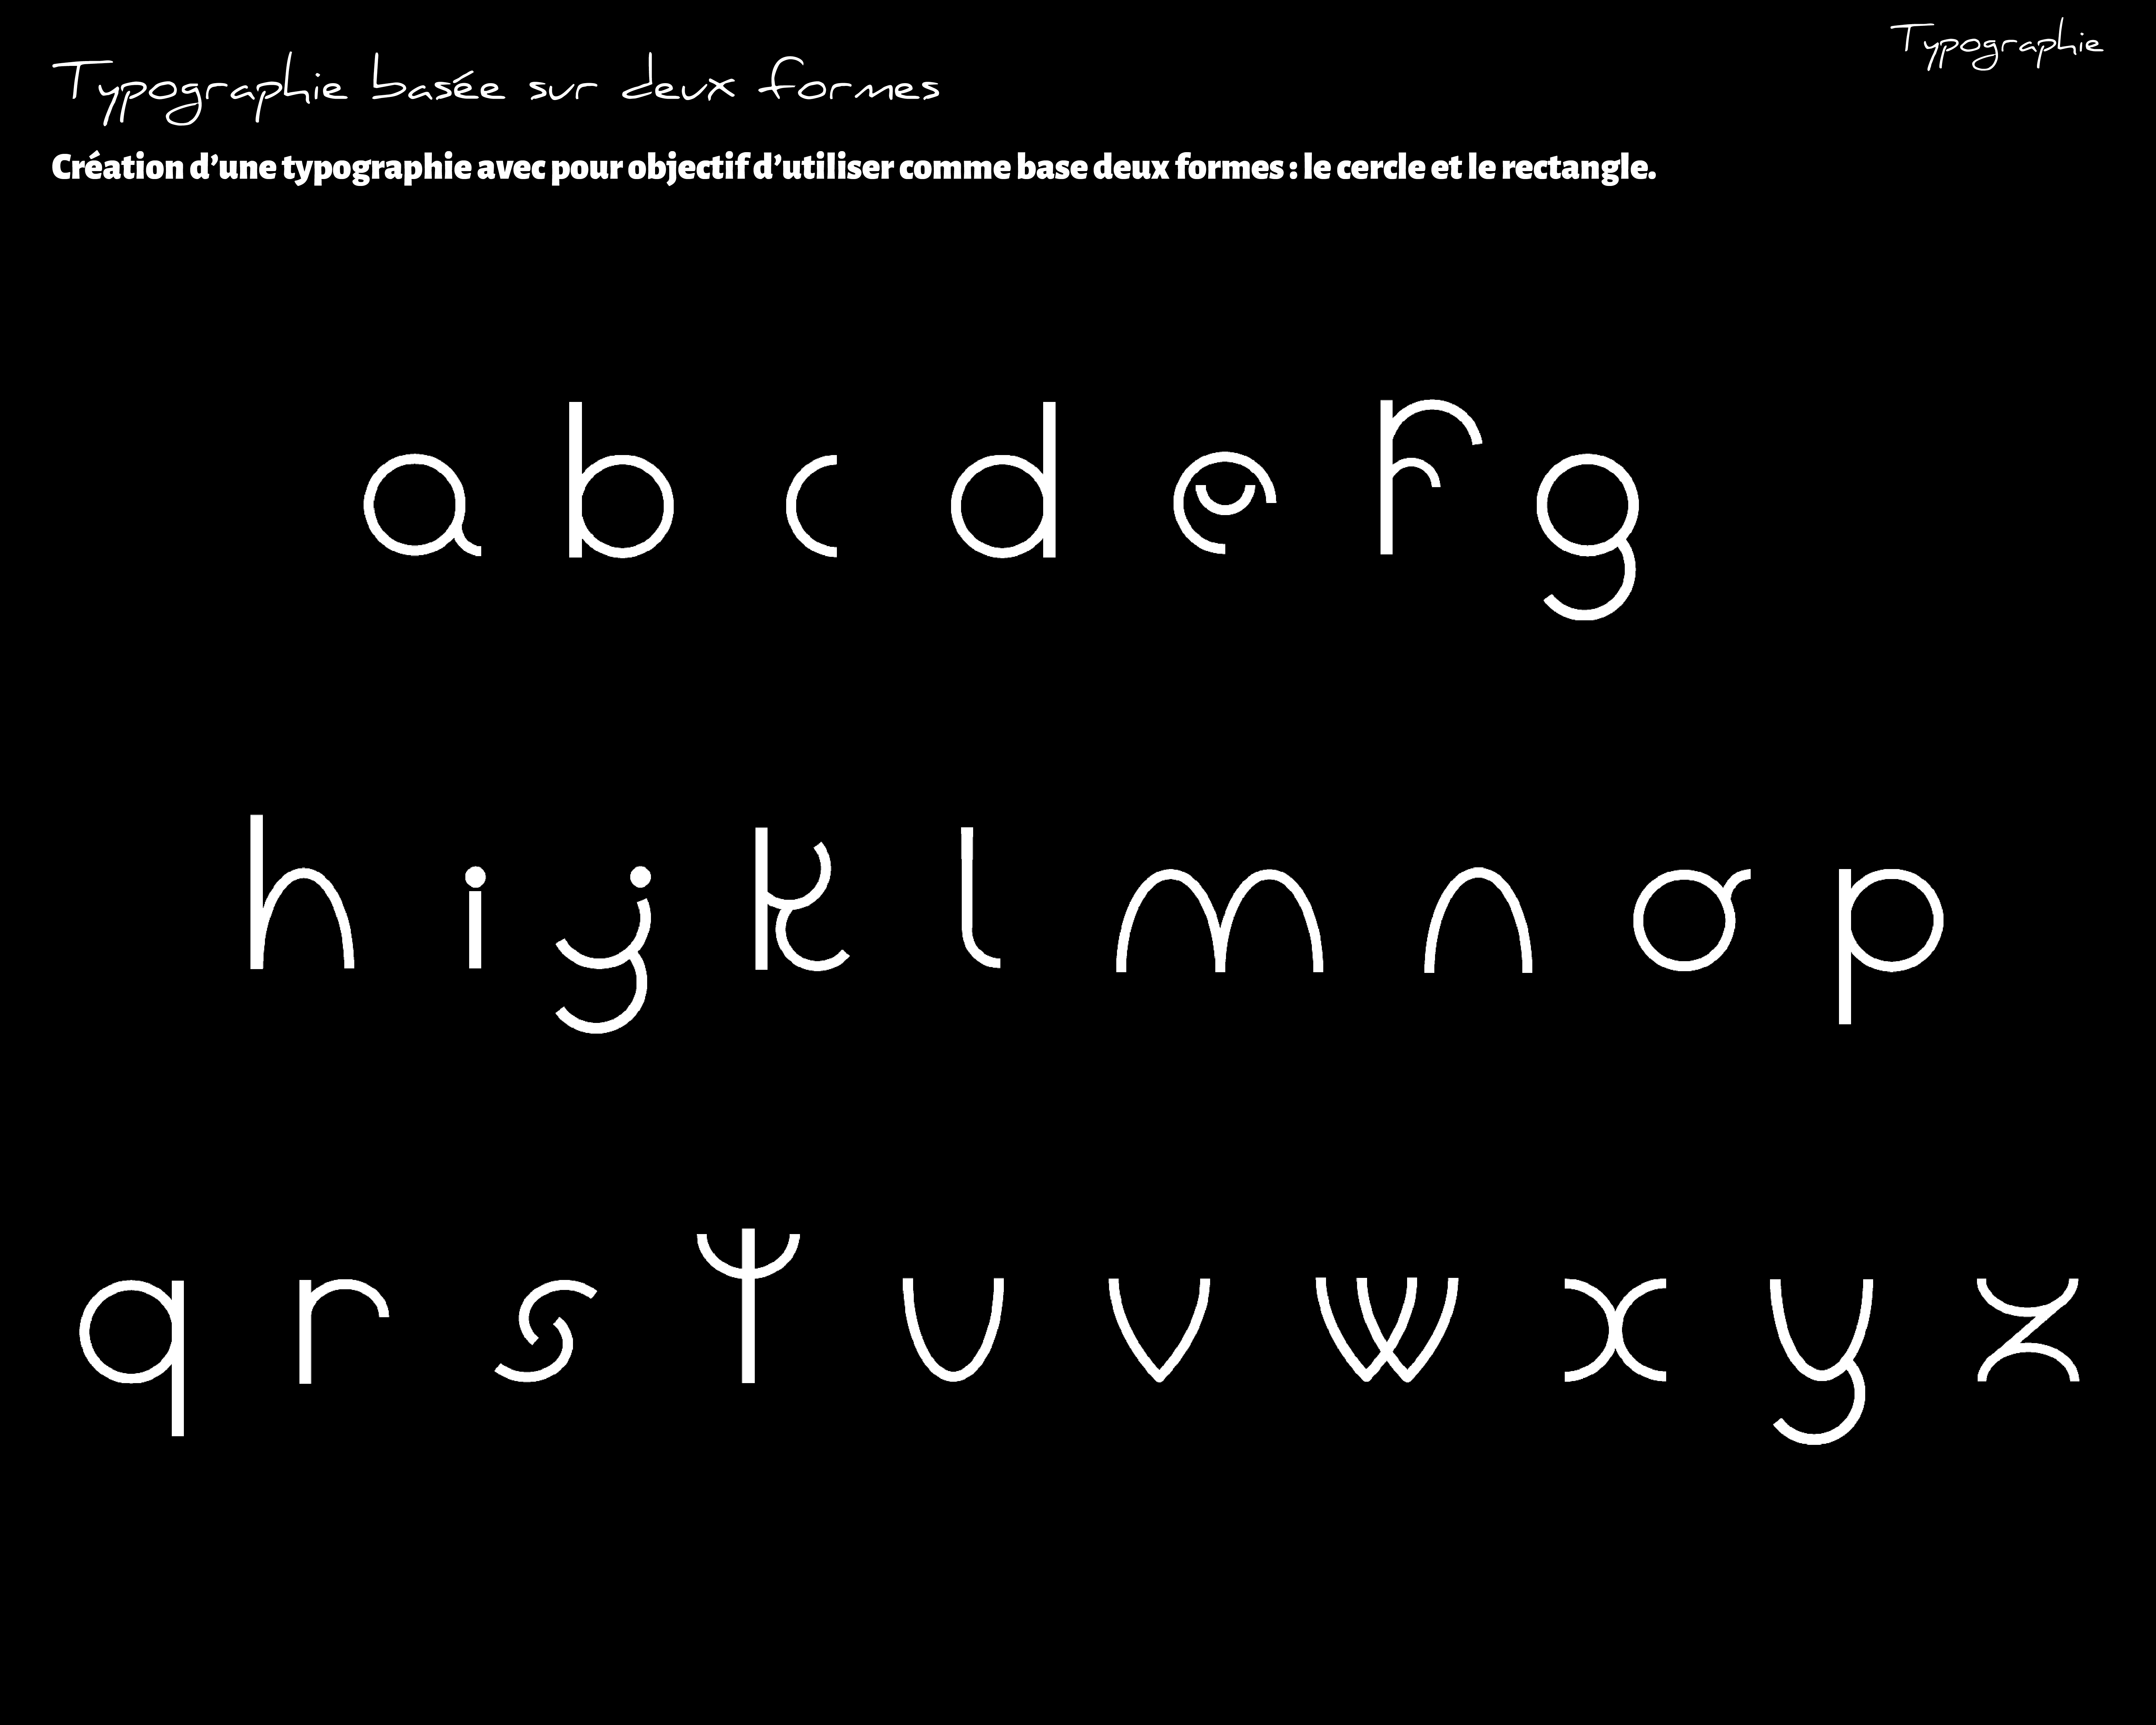 Typographie
Typographie basée sur deux formes
Création d'une typographie avec pour objectif d'utiliser comme base deux formes : le cercle et le rectangle.
a b c d e f g
h i j k l m n o p
q r s t u v w x y z